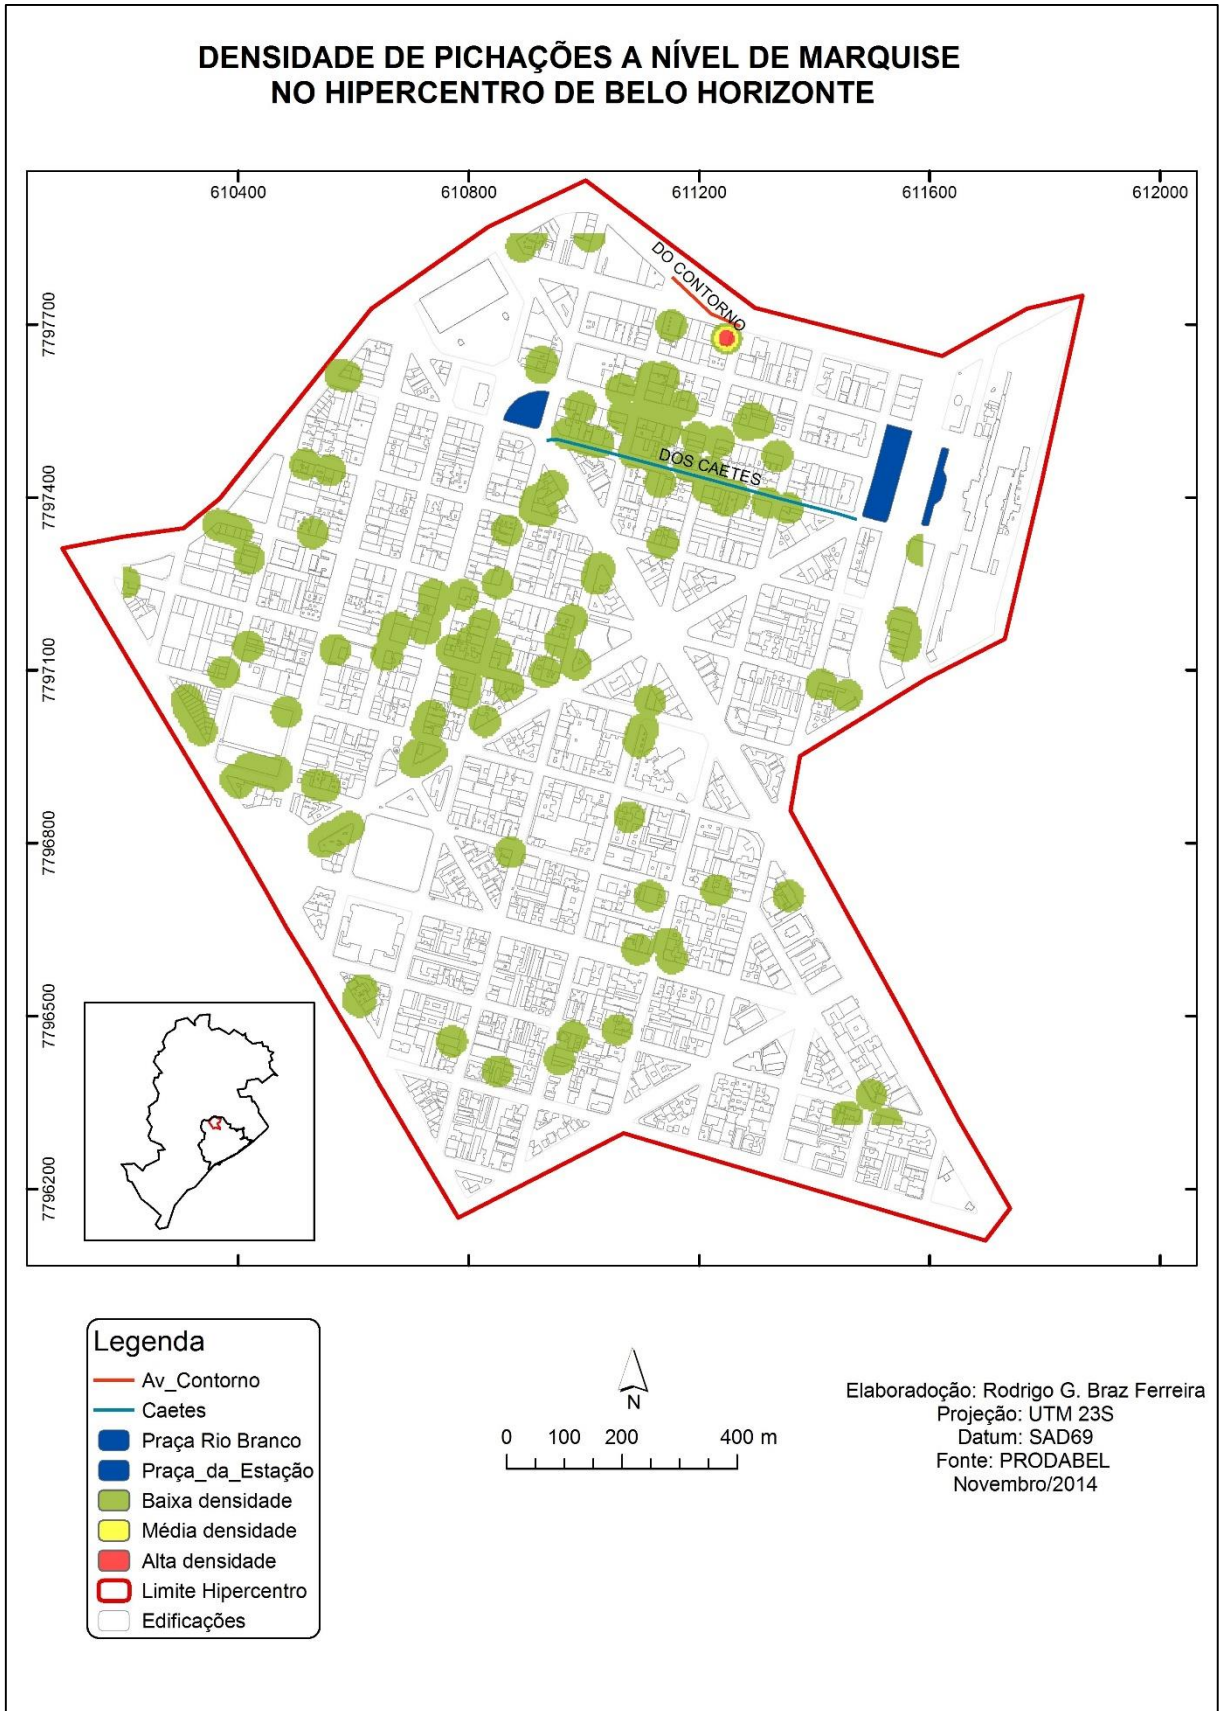 DENSIDADE DE PICHAÇÕES A NÍVEL DE MARQUISE
NO HIPERCENTRO DE BELO HORIZONTE
610400
610800
611200
611600
612000
DO CONTORNO
7797700
DOS CAETES
7797400
7797100
7796800
7796500
7796200
Legenda
Av_Contorno
Caetes
Praça Rio Branco
Praça_da_Estação
Baixa densidade
Média densidade
Alta densidade
Limite Hipercentro
Edificações
N
0 100 200 400 m
Elaboradoção: Rodrigo G. Braz Ferreira
Projeção: UTM 23S
Datum: SAD69
Fonte: PRODABEL
Novembro/2014